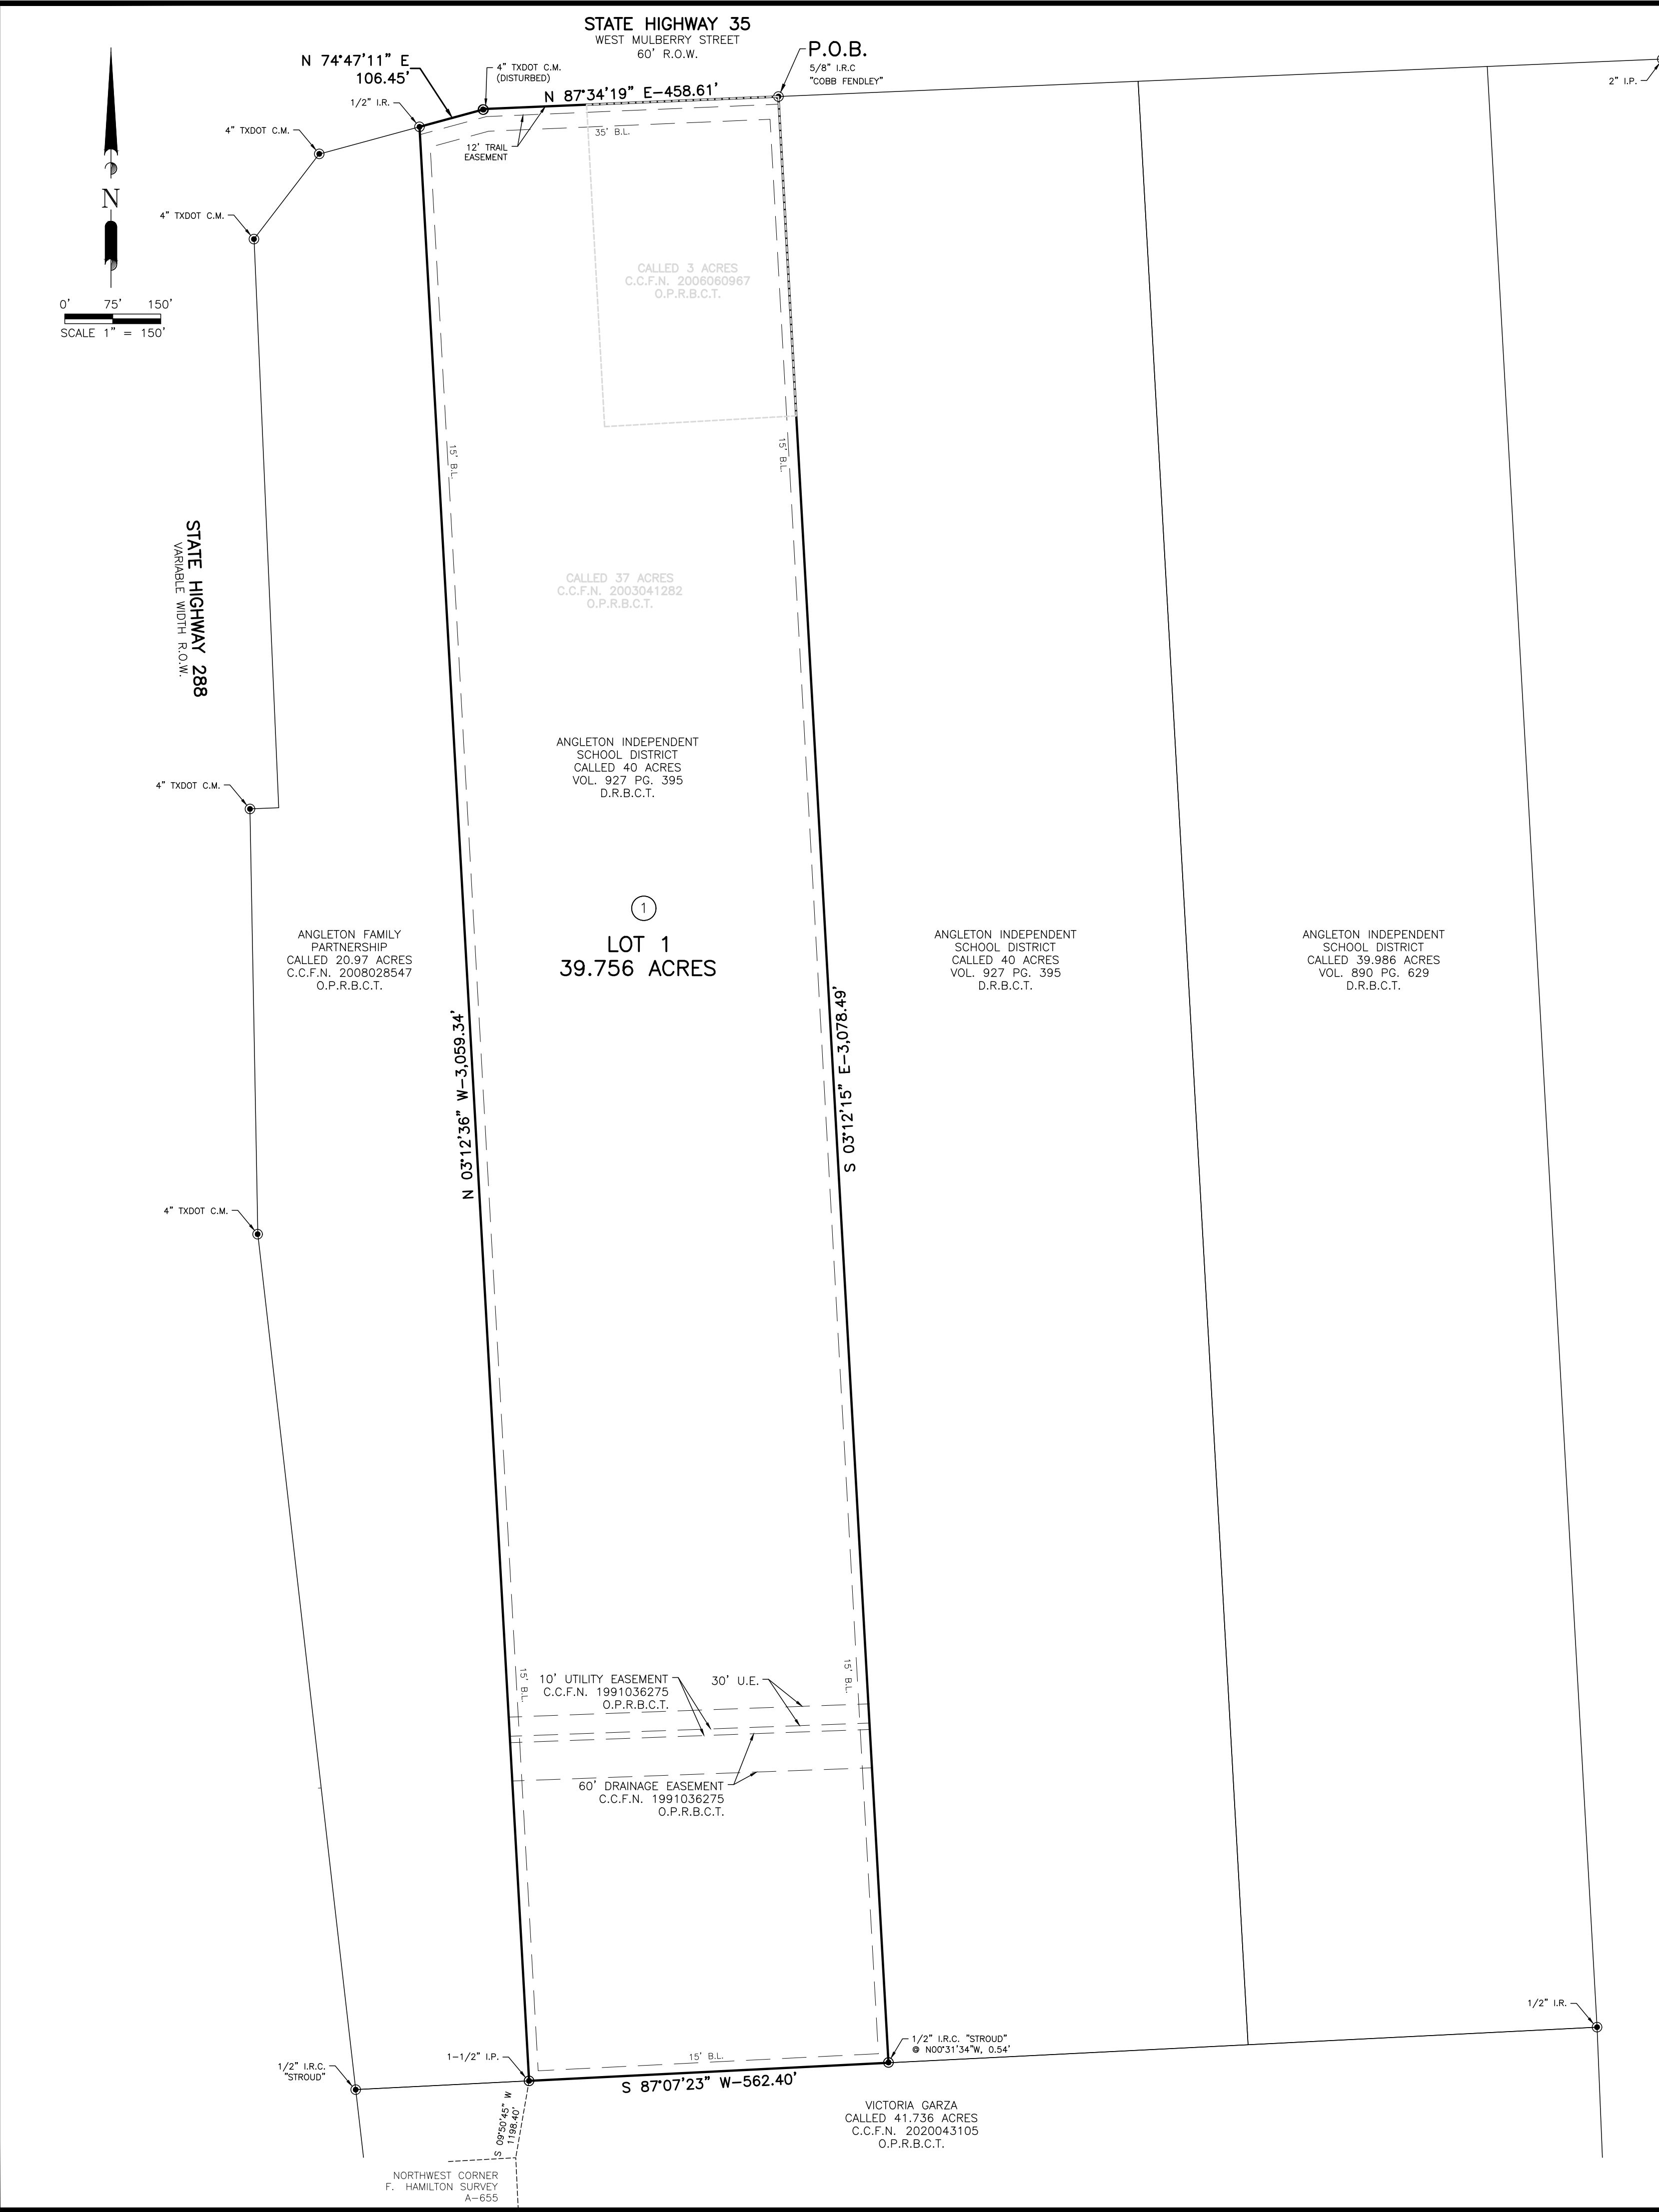 STATE HIGHWAY 35
WEST MULBERRY STREET
60' R.O.W.
N 74°47'11" E
106.45'
4" TXDOT C.M.
(DISTURBED)
P.O.B.
5/8" I.R.C
"COBB FENDLEY"
2" I.P.
N 87°34'19" E-458.61'
1/2" I.R.
4" TXDOT C.M.
35' B.L.
12' TRAIL
EASEMENT
N
4" TXDOT C.M.
0' 75' 150'
SCALE 1" = 150'
CALLED 3 ACRES
C.C.F.N. 2006060967
O.P.R.B.C.T.
15' B.L.
15' B.L.
CALLED 37 ACRES
C.C.F.N. 2003041282
O.P.R.B.C.T.
STATE HIGHWAY 288
VARIABLE WIDTH R.O.W.
ANGLETON INDEPENDENT
SCHOOL DISTRICT
CALLED 40 ACRES
VOL. 927 PG. 395
D.R.B.C.T.
4" TXDOT C.M.
1
LOT 1
39.756 ACRES
ANGLETON FAMILY
PARTNERSHIP
CALLED 20.97 ACRES
C.C.F.N. 2008028547
O.P.R.B.C.T.
ANGLETON INDEPENDENT
SCHOOL DISTRICT
CALLED 40 ACRES
VOL. 927 PG. 395
D.R.B.C.T.
ANGLETON INDEPENDENT
SCHOOL DISTRICT
CALLED 39.986 ACRES
VOL. 890 PG. 629
D.R.B.C.T.
N 03°12'36" W-3,059.34'
S 03°12'15" E-3,078.49'
4" TXDOT C.M.
15' B.L.
10' UTILITY EASEMENT
C.C.F.N. 1991036275
O.P.R.B.C.T.
30' U.E.
15' B.L.
60' DRAINAGE EASEMENT
C.C.F.N. 1991036275
O.P.R.B.C.T.
1/2" I.R.
1/2" I.R.C. "STROUD"
@ N00°31'34"W, 0.54'
1-1/2" I.P.
15' B.L.
1/2" I.R.C.
"STROUD"
S 87°07'23" W-562.40'
S 09°50'45" W
1198.40'
VICTORIA GARZA
CALLED 41.736 ACRES
C.C.F.N. 2020043105
O.P.R.B.C.T.
NORTHWEST CORNER
F. HAMILTON SURVEY
A-655